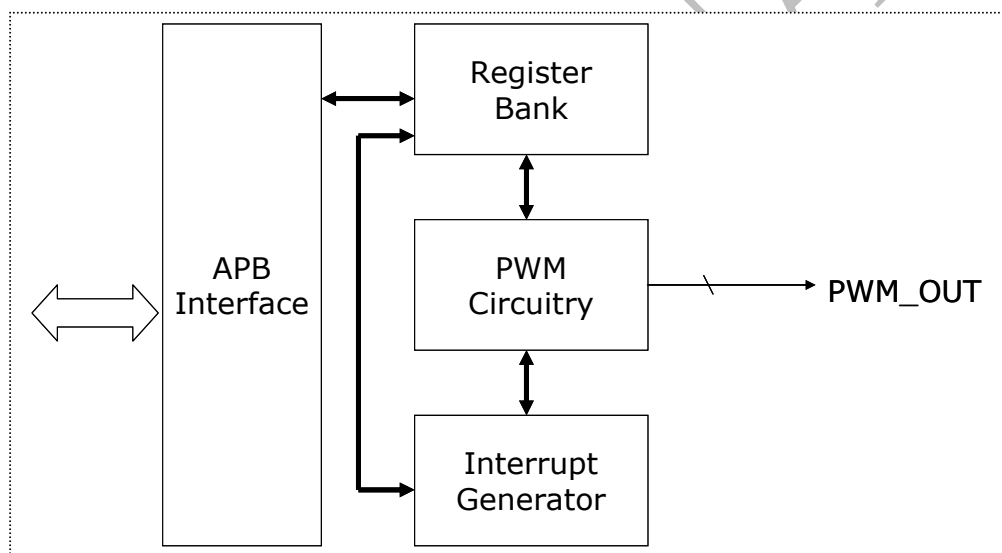 Register
Bank
APB
Interface
PWM
Circuitry
PWM_OUT
Interrupt
Generator